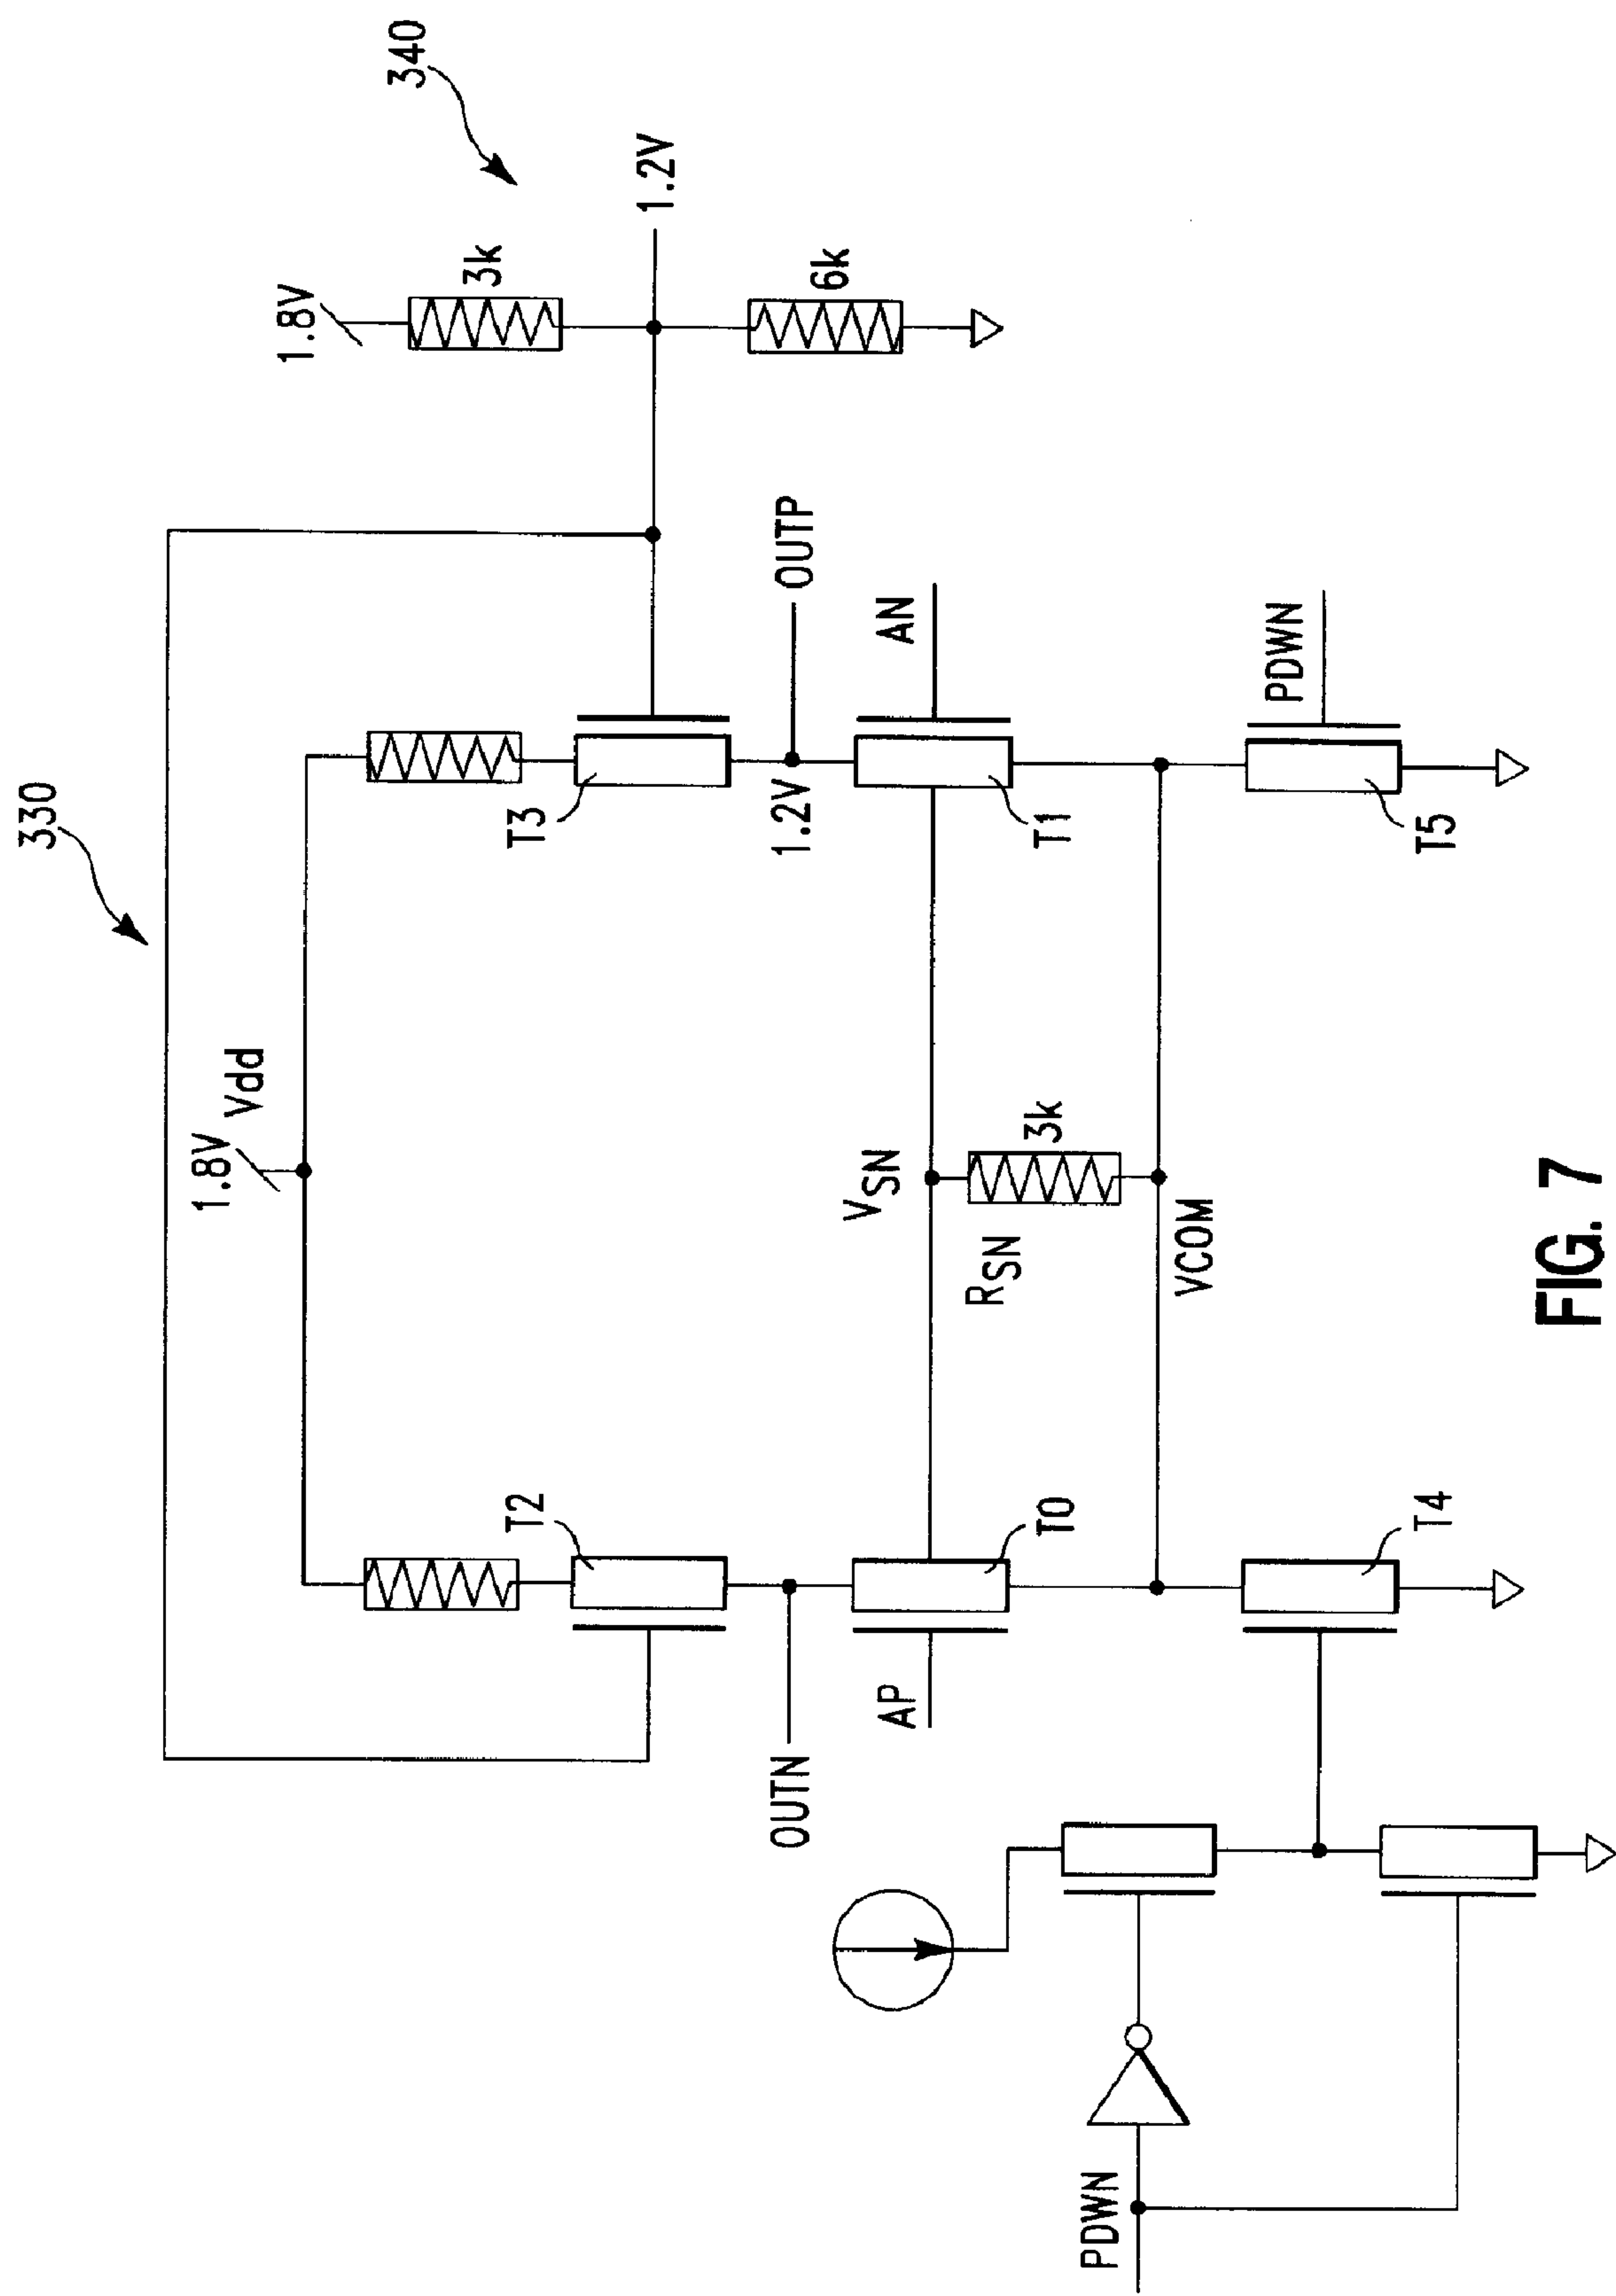 330
340
1.8V Vdd
1.8V
3k
1.2V
6k
T2
T3
OUTN
1.2V
OUTP
AP
VSN
AN
T0
RSN
3k
T1
VCOM
PDWN
PDWN
T4
T5
FIG. 7